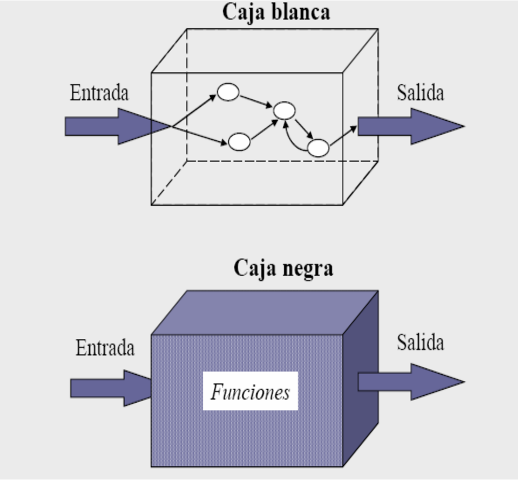 Caja blanca
Entrada
Salida
Caja negra
Entrada
Salida
Funciones